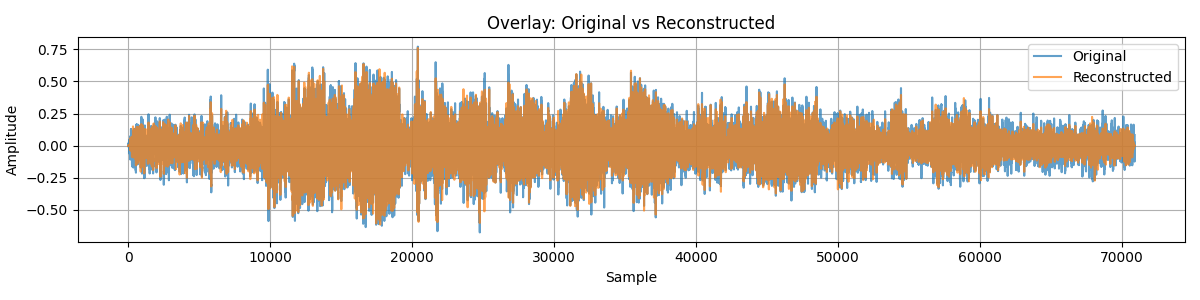 Overlay: Original vs Reconstructed
Original
Reconstructed
Amplitude
0.75
0.50
0.25
0.00
−0.25
−0.50
0 10000 20000 30000 40000 50000 60000 70000
Sample